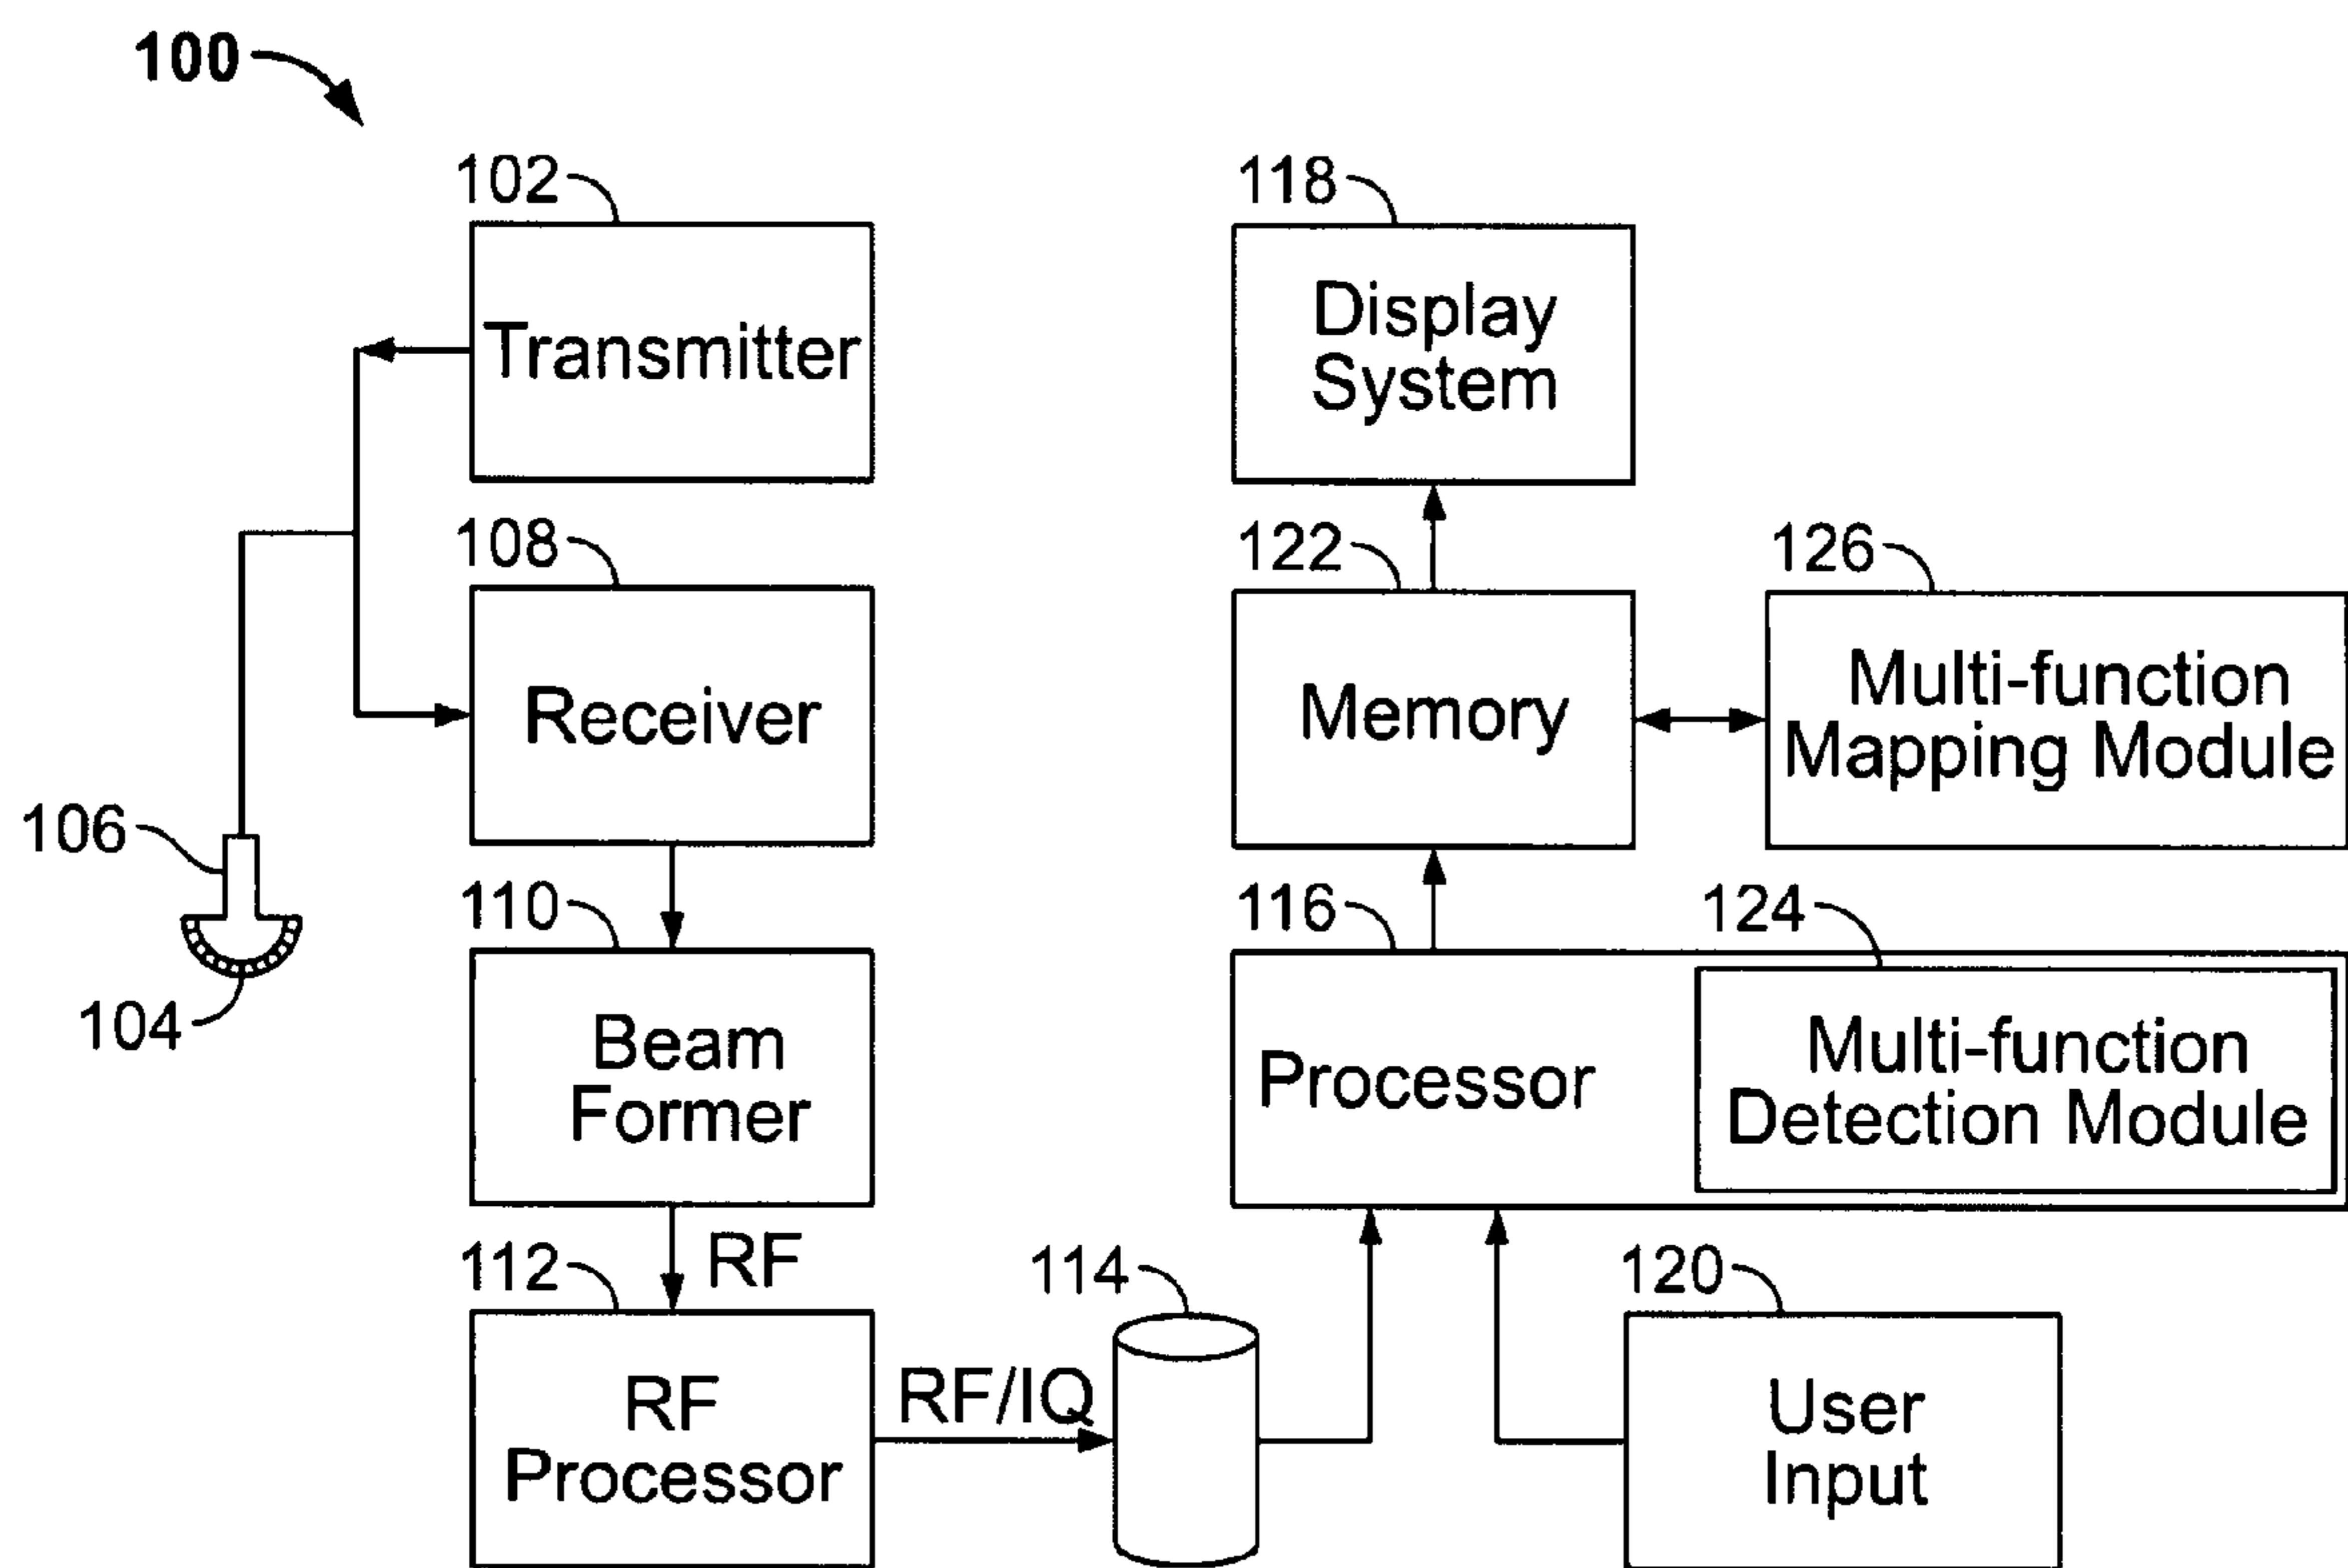 100
102
Transmitter
118
Display
System
108
Receiver
122
Memory
126
Multi-function
Mapping Module
106
104
110
Beam
Former
116
Processor
124
Multi-function
Detection Module
RF
112
RF
Processor
RF/IQ
114
120
User
Input